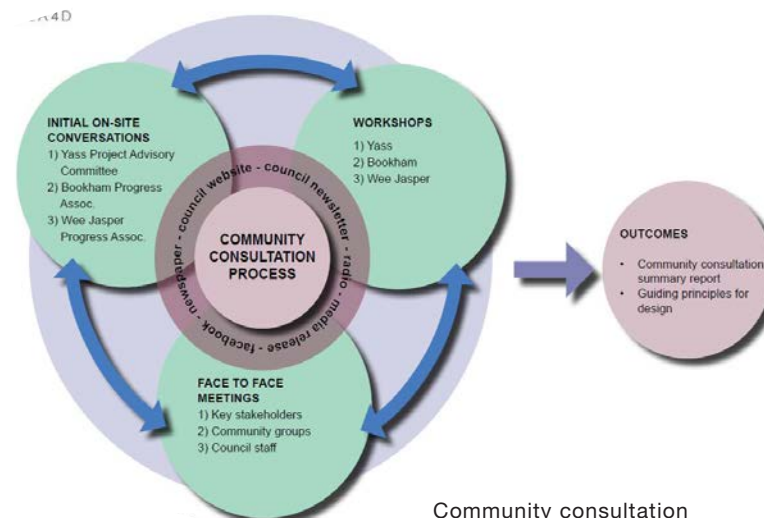 INITIAL ON-SITE
CONVERSATIONS
1) Yass Project Advisory
Committee
2) Bookham Progress
Assoc.
3) Wee Jasper
Progress Assoc.
WORKSHOPS
1) Yass
2) Bookham
3) Wee Jasper
newspaper - council website - council newsletter - radio - media release - facebook -
COMMUNITY
CONSULTATION
PROCESS
FACE TO FACE
MEETINGS
1) Key stakeholders
2) Community groups
3) Council staff
OUTCOMES
• Community consultation
summary report
• Guiding principles for
design
Community consultation